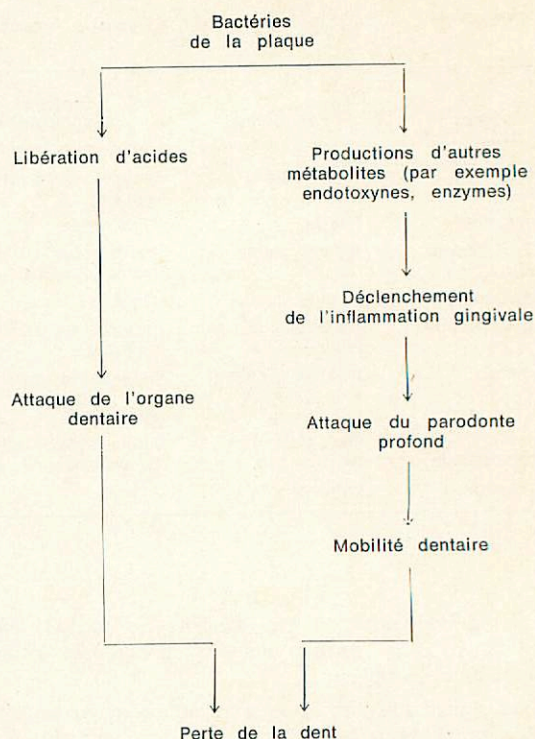 Bactéries
de la plaque
Libération d'acides
Productions d'autres
métabolites (par exemple
endotoxynes, enzymes)
Déclenchement
de l'inflammation gingivale
Attaque de l'organe
dentaire
Attaque du parodonte
profond
Mobilité dentaire
Perte de la dent